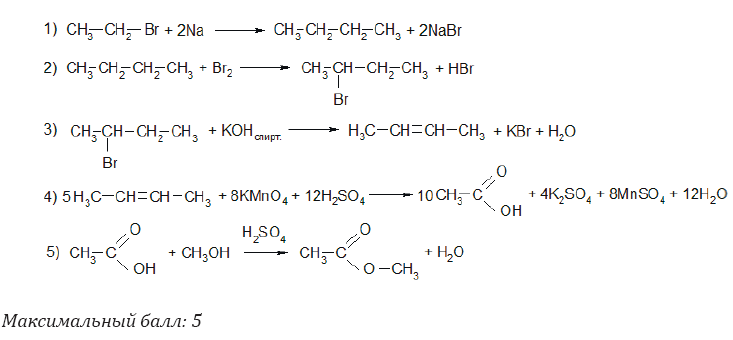 1) CH₃–CH₂–Br + 2Na ⟶ CH₃–CH₂–CH₂–CH₃ + 2NaBr
2) CH₃–CH₂–CH₂–CH₃ + Br₂ ⟶ CH₃–CH–CH₂–CH₃ + HBr
Br
3) CH₃–CH–CH₂–CH₃ + KOH спирт. ⟶ H₃C–CH=CH–CH₃ + KBr + H₂O
Br
4) 5H₃C–CH=CH–CH₃ + 8KMnO₄ + 12H₂SO₄ ⟶ 10CH₃–C(=O)–OH + 4K₂SO₄ + 8MnSO₄ + 12H₂O
5) CH₃–C(=O)–OH + CH₃OH ⟶ (H₂SO₄) CH₃–C(=O)–O–CH₃ + H₂O
Максимальный балл: 5